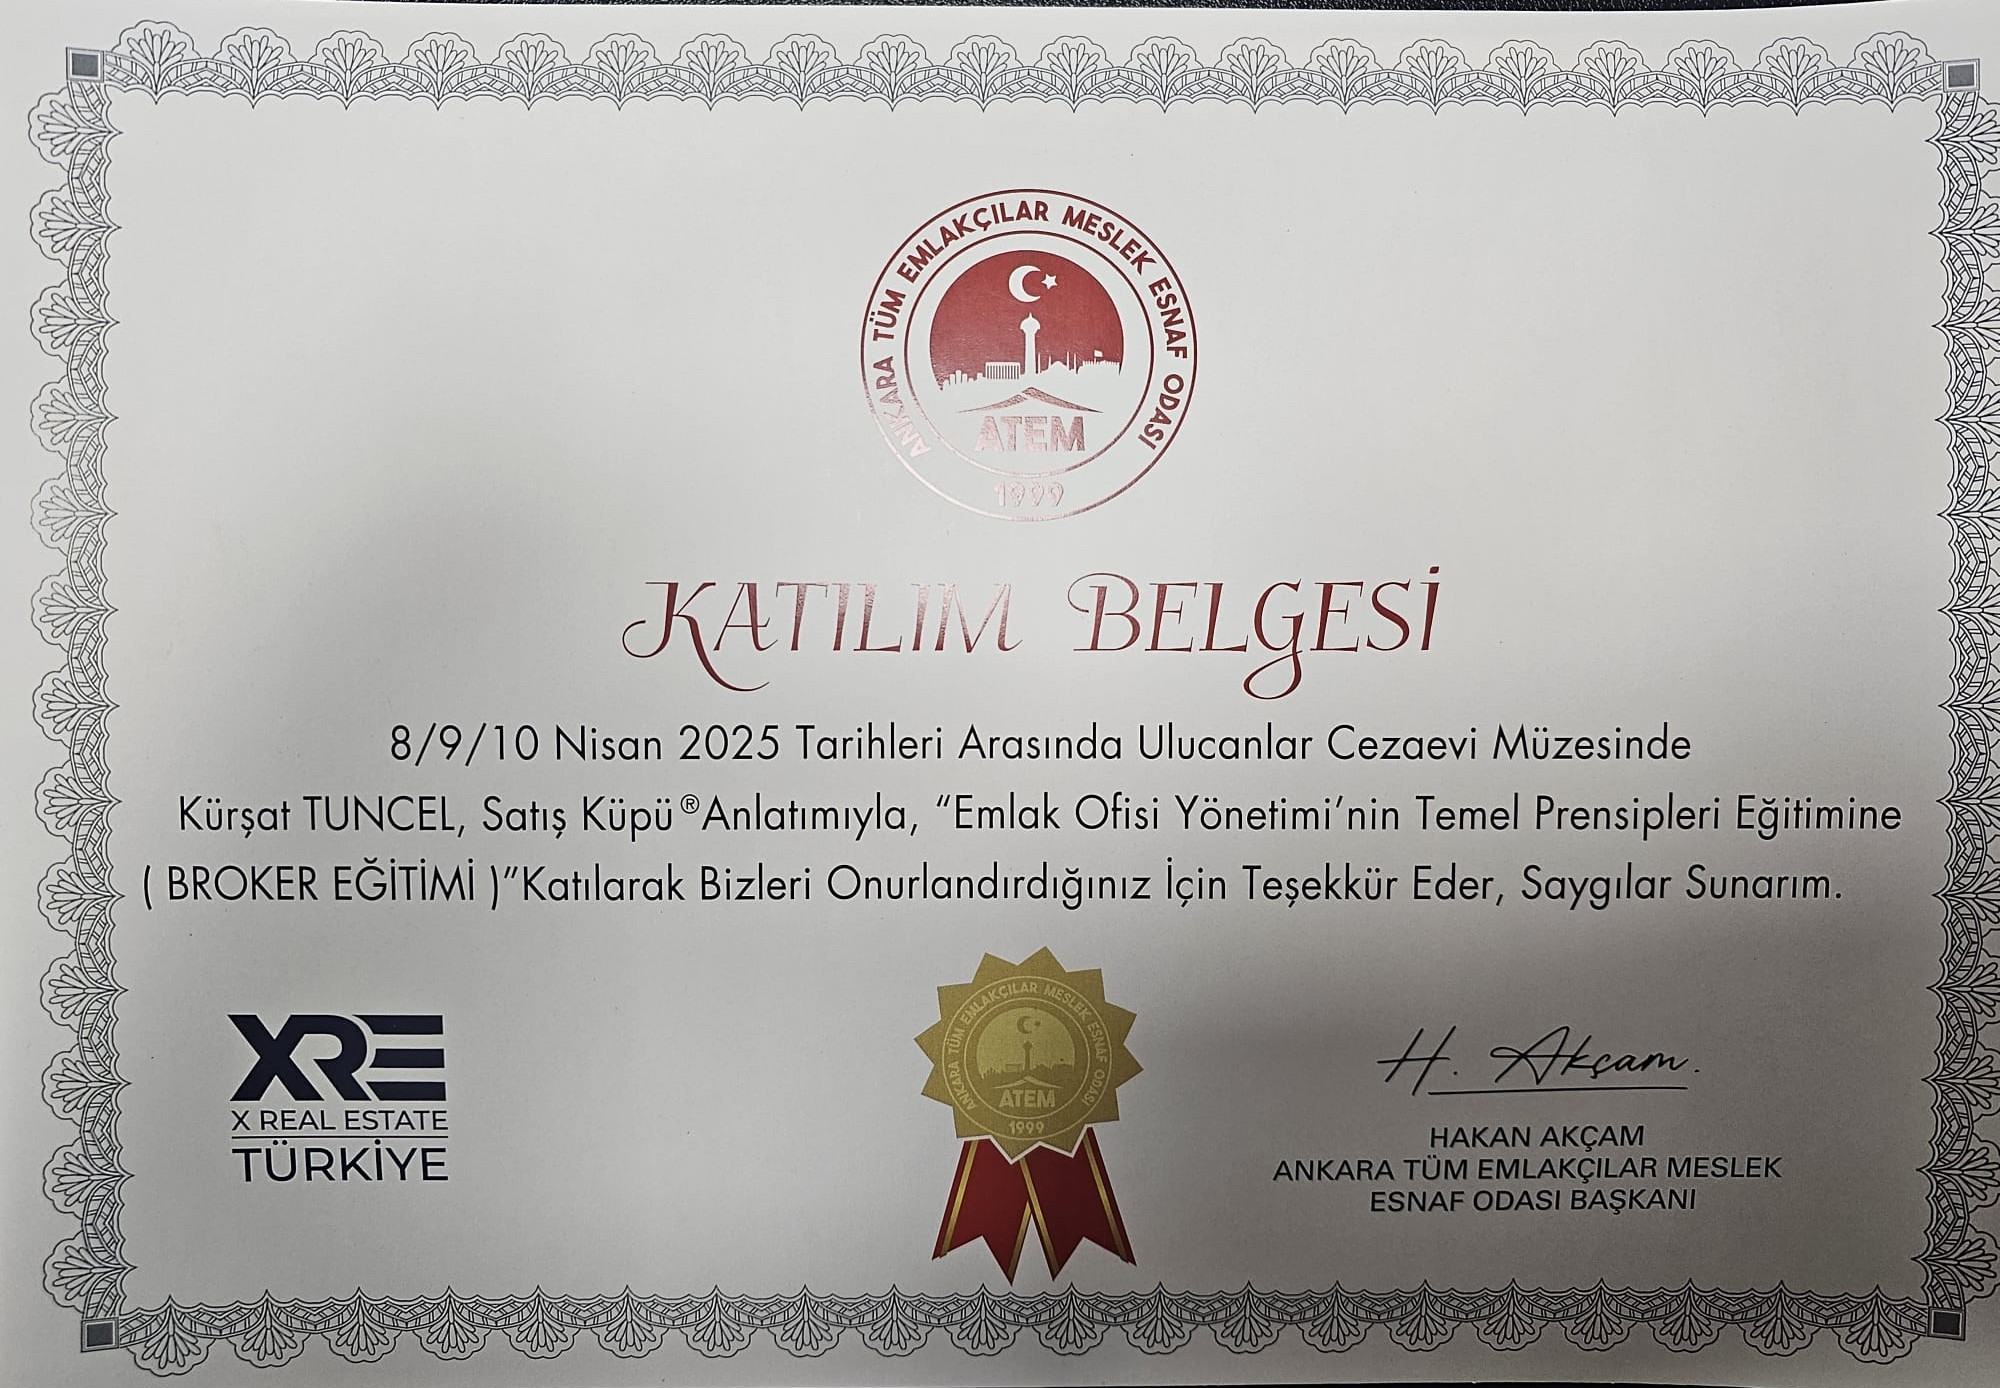 ANKARA TÜM EMLAKÇILAR MESLEK ESNAF ODASI
ATEM
1999
KATILIM BELGESİ
8/9/10 Nisan 2025 Tarihleri Arasında Ulucanlar Cezaevi Müzesinde
Kürşat TUNCEL, Satış Küpü®Anlatımıyla, “Emlak Ofisi Yönetimi’nin Temel Prensipleri Eğitimine
( BROKER EĞİTİMİ )”Katılarak Bizleri Onurlandırdığınız İçin Teşekkür Eder, Saygılar Sunarım.
XRE
X REAL ESTATE
TÜRKİYE
ANKARA TÜM EMLAKÇILAR MESLEK ESNAF ODASI
ATEM
1999
H. Akçam.
HAKAN AKÇAM
ANKARA TÜM EMLAKÇILAR MESLEK
ESNAF ODASI BAŞKANI